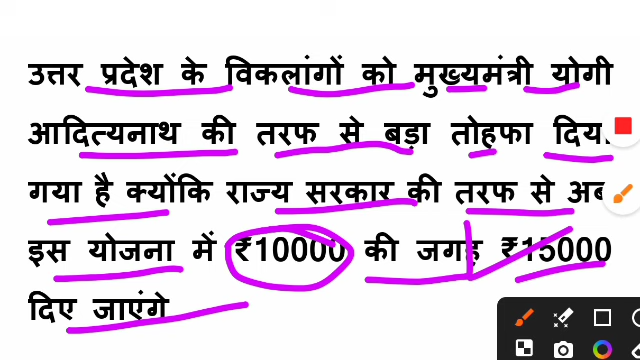 उत्तर प्रदेश के विकलांगों को मुख्यमंत्री योगी
आदित्यनाथ की तरफ से बड़ा तोहफा दिया
गया है क्योंकि राज्य सरकार की तरफ से अब
इस योजना में ₹10000 की जगह ₹15000
दिए जाएंगे